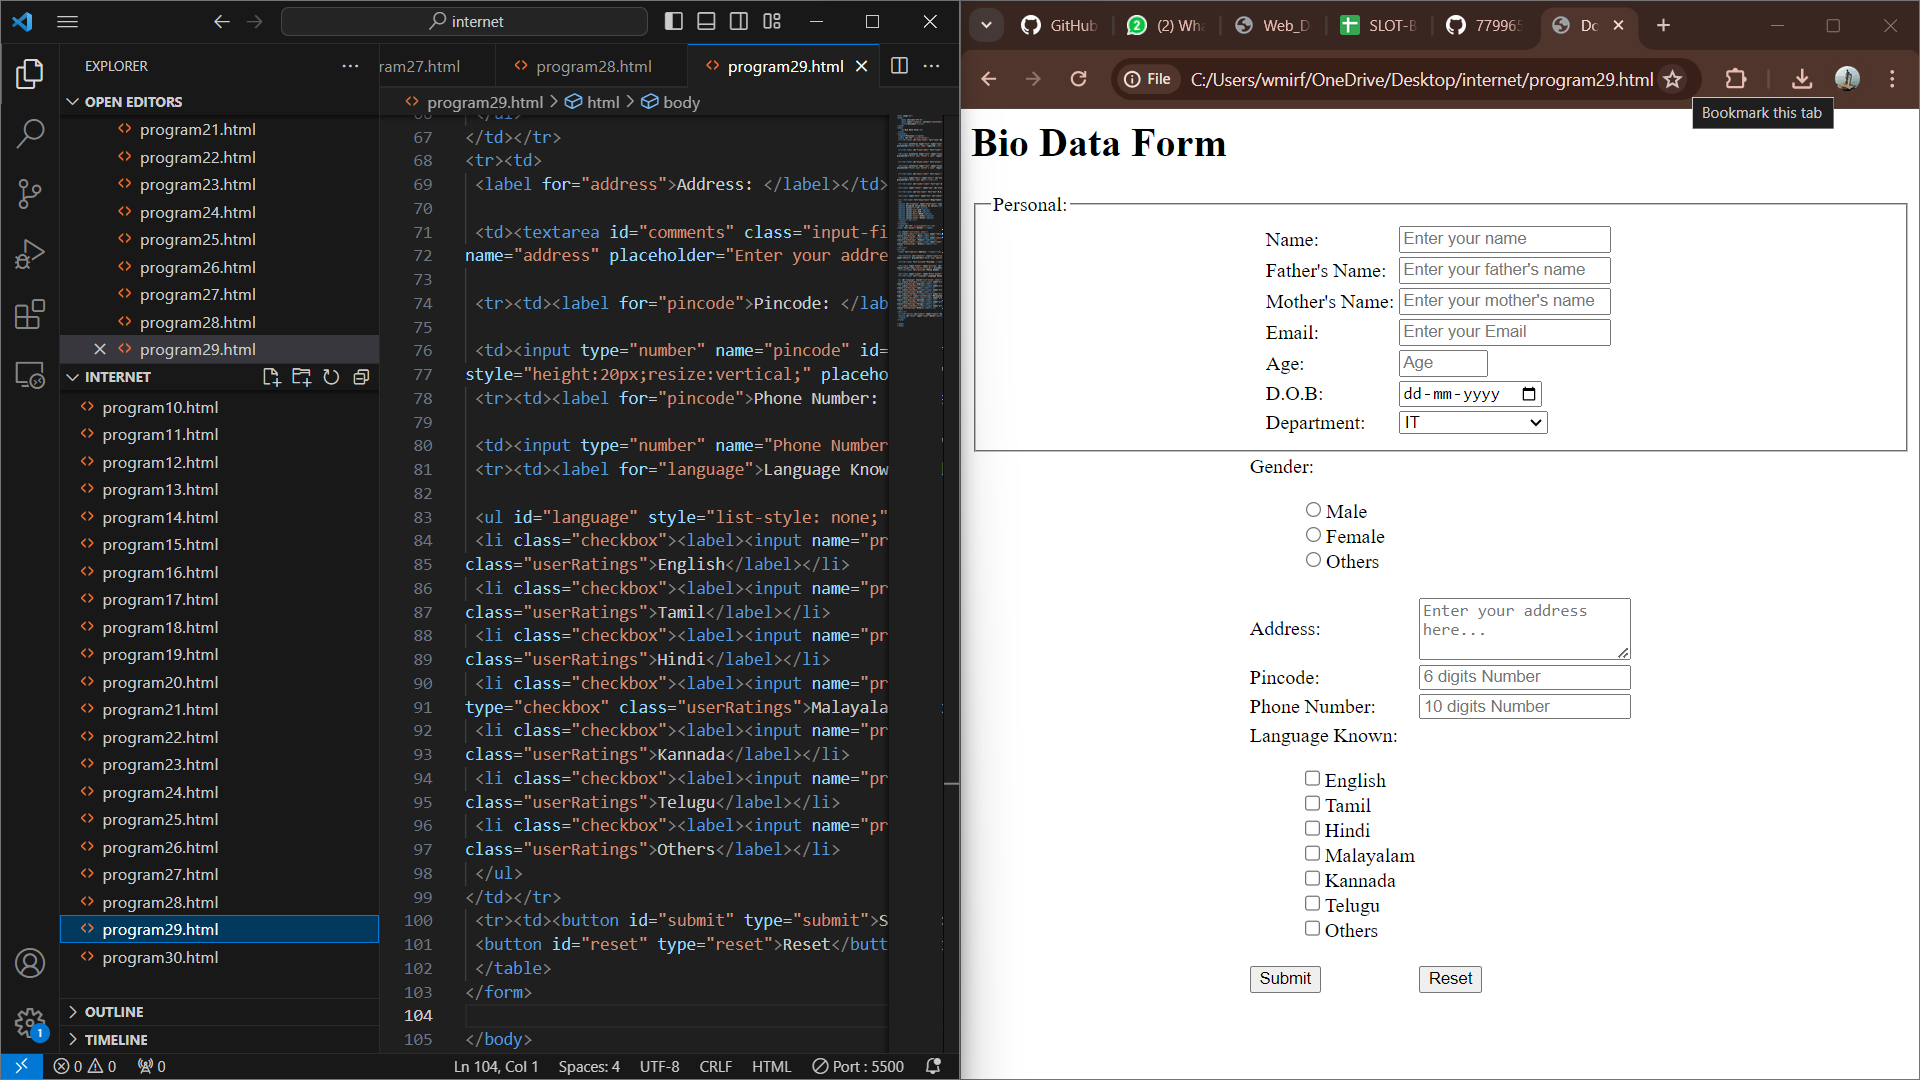 internet
EXPLORER
OPEN EDITORS
program21.html
program22.html
program23.html
program24.html
program25.html
program26.html
program27.html
program28.html
program29.html
INTERNET
program10.html
program11.html
program12.html
program13.html
program14.html
program15.html
program16.html
program17.html
program18.html
program19.html
program20.html
program21.html
program22.html
program23.html
program24.html
program25.html
program26.html
program27.html
program28.html
program29.html
program30.html
OUTLINE
TIMELINE
ram27.html program28.html program29.html
program29.html > html > body
66 </ul>
67 </td></tr>
68 <tr><td>
69 <label for="address">Address: </label></td>
70
71 <td><textarea id="comments" class="input-fi
72 name="address" placeholder="Enter your addre
73
74 <tr><td><label for="pincode">Pincode: </lab
75
76 <td><input type="number" name="pincode" id=
77 style="height:20px;resize:vertical;" placeho
78 <tr><td><label for="pincode">Phone Number:
79
80 <td><input type="number" name="Phone Number
81 <tr><td><label for="language">Language Know
82
83 <ul id="language" style="list-style: none;"
84 <li class="checkbox"><label><input name="pr
85 class="userRatings">English</label></li>
86 <li class="checkbox"><label><input name="pr
87 class="userRatings">Tamil</label></li>
88 <li class="checkbox"><label><input name="pr
89 class="userRatings">Hindi</label></li>
90 <li class="checkbox"><label><input name="pr
91 type="checkbox" class="userRatings">Malayala
92 <li class="checkbox"><label><input name="pr
93 class="userRatings">Kannada</label></li>
94 <li class="checkbox"><label><input name="pr
95 class="userRatings">Telugu</label></li>
96 <li class="checkbox"><label><input name="pr
97 class="userRatings">Others</label></li>
98 </ul>
99 </td></tr>
100 <tr><td><button id="submit" type="submit">S
101 <button id="reset" type="reset">Reset</butt
102 </table>
103 </form>
104
105 </body>
1
0 0 0 Ln 104, Col 1 Spaces: 4 UTF-8 CRLF HTML Port : 5500
GitHub (2) Wha Web_D SLOT-B 77996 Do
File C:/Users/wmirf/OneDrive/Desktop/internet/program29.html
Bookmark this tab
Bio Data Form
Personal:
Name: Enter your name
Father's Name: Enter your father's name
Mother's Name: Enter your mother's name
Email: Enter your Email
Age: Age
D.O.B: dd-mm-yyyy
Department: IT
Gender:
Male
Female
Others
Address: Enter your address
here...
Pincode: 6 digits Number
Phone Number: 10 digits Number
Language Known:
English
Tamil
Hindi
Malayalam
Kannada
Telugu
Others
Submit Reset